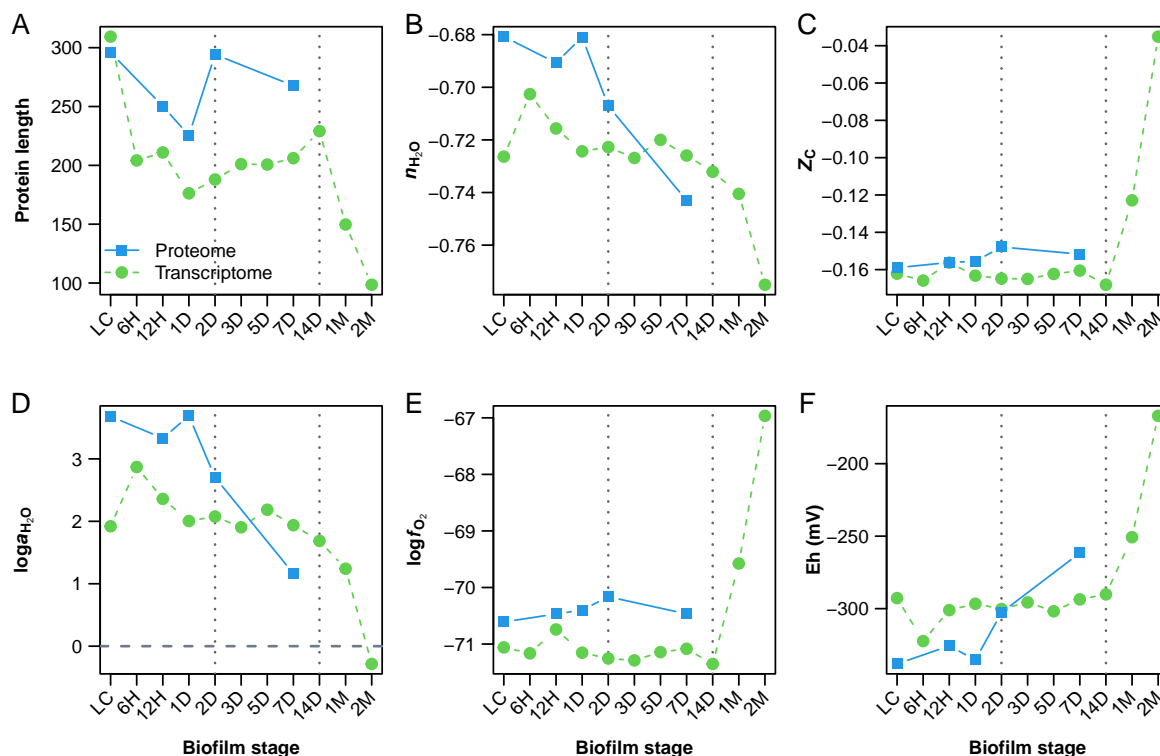 A
Protein length
300
250
200
150
100
Proteome
Transcriptome
LC 6H 12H 1D 2D 3D 5D 7D 14D 1M 2M
B
nH2O
−0.68
−0.70
−0.72
−0.74
−0.76
LC 6H 12H 1D 2D 3D 5D 7D 14D 1M 2M
C
ZC
−0.04
−0.06
−0.08
−0.10
−0.12
−0.14
−0.16
LC 6H 12H 1D 2D 3D 5D 7D 14D 1M 2M
D
logaH2O
3
2
1
0
LC 6H 12H 1D 2D 3D 5D 7D 14D 1M 2M
Biofilm stage
E
logfO2
−67
−68
−69
−70
−71
LC 6H 12H 1D 2D 3D 5D 7D 14D 1M 2M
Biofilm stage
F
Eh (mV)
−200
−250
−300
LC 6H 12H 1D 2D 3D 5D 7D 14D 1M 2M
Biofilm stage